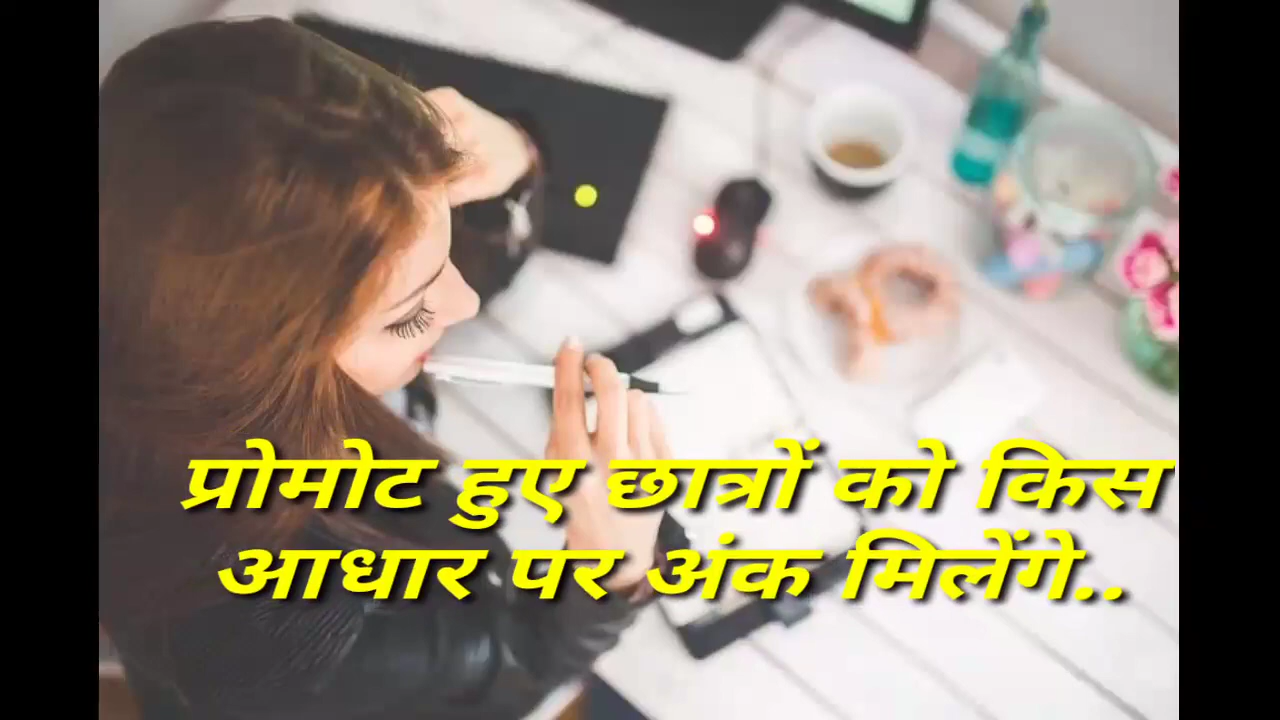 प्रोमोट हुए छात्रों को किस
आधार पर अंक मिलेंगे..